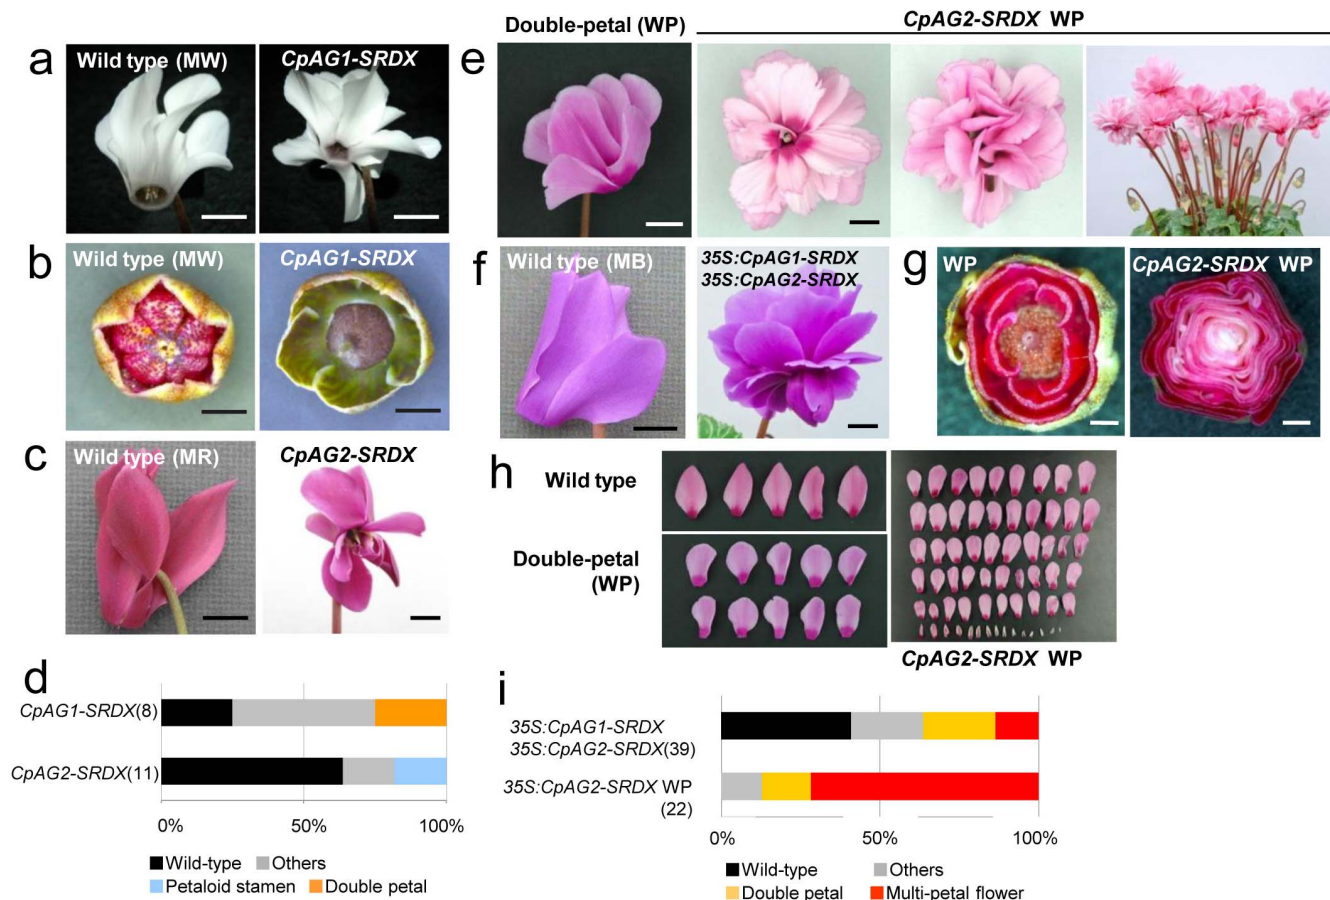 a
Wild type (MW)
CpAG1-SRDX
e
Double-petal (WP)
CpAG2-SRDX WP
b
Wild type (MW)
CpAG1-SRDX
f
Wild type (MB)
35S:CpAG1-SRDX
35S:CpAG2-SRDX
g
WP
CpAG2-SRDX WP
c
Wild type (MR)
CpAG2-SRDX
h
Wild type
Double-petal
(WP)
CpAG2-SRDX WP
d
CpAG1-SRDX(8)
CpAG2-SRDX(11)
0% 50% 100%
Wild-type Others
Petaloid stamen Double petal
i
35S:CpAG1-SRDX
35S:CpAG2-SRDX(39)
35S:CpAG2-SRDX WP
(22)
0% 50% 100%
Wild-type Others
Double petal Multi-petal flower